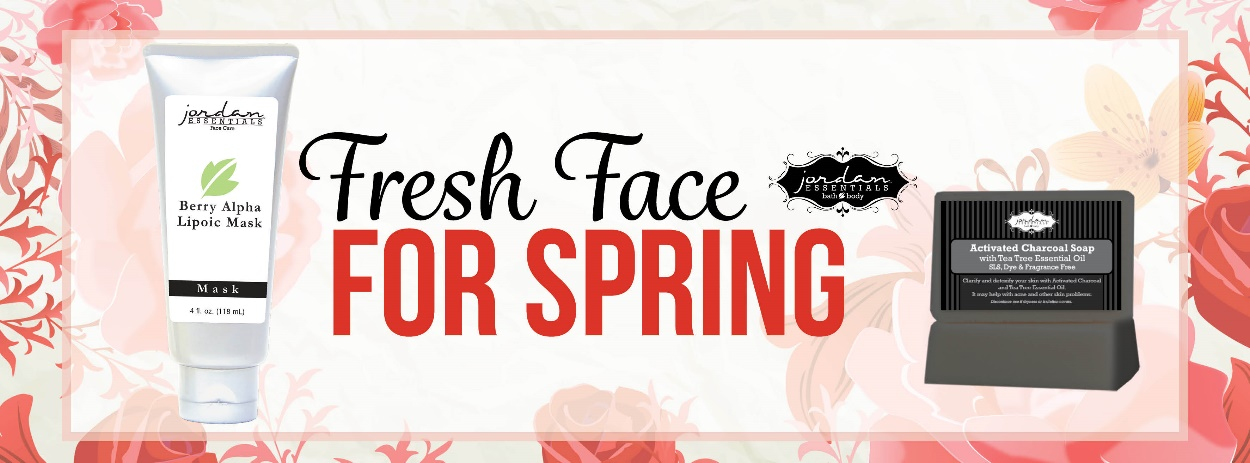 jordan
ESSENTIALS
Face Care
Berry Alpha
Lipoic Mask
Mask
4 fl. oz. (118 mL)
Fresh Face
FOR SPRING
jordan
ESSENTIALS
bath body
Activated Charcoal Soap
with Tea Tree Essential Oil
SLS, Dye & Fragrance Free
Clarify and detoxify your skin with Activated Charcoal
and Tea Tree Essential Oil.
It may help with acne and other skin problems.